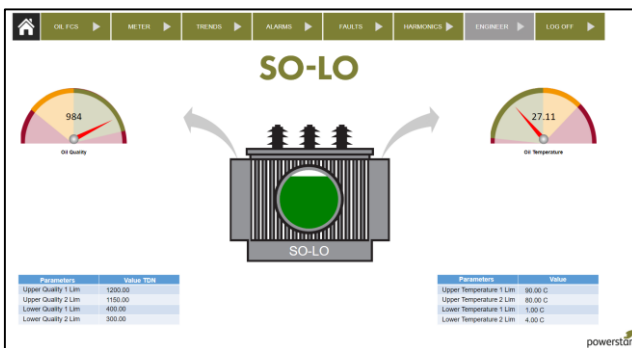 OIL FCS METER TRENDS ALARMS FAULTS HARMONICS ENGINEER LOG OFF
SO-LO
984
27.11
Oil Quality
Oil Temperature
SO-LO
Parameters Value TDN
Upper Quality 1 Lim 1200.00
Upper Quality 2 Lim 1150.00
Lower Quality 1 Lim 400.00
Lower Quality 2 Lim 300.00
Parameters Value
Upper Temperature 1 Lim 90.00 C
Upper Temperature 2 Lim 80.00 C
Lower Temperature 1 Lim 1.00 C
Lower Temperature 2 Lim 4.00 C
powerstar